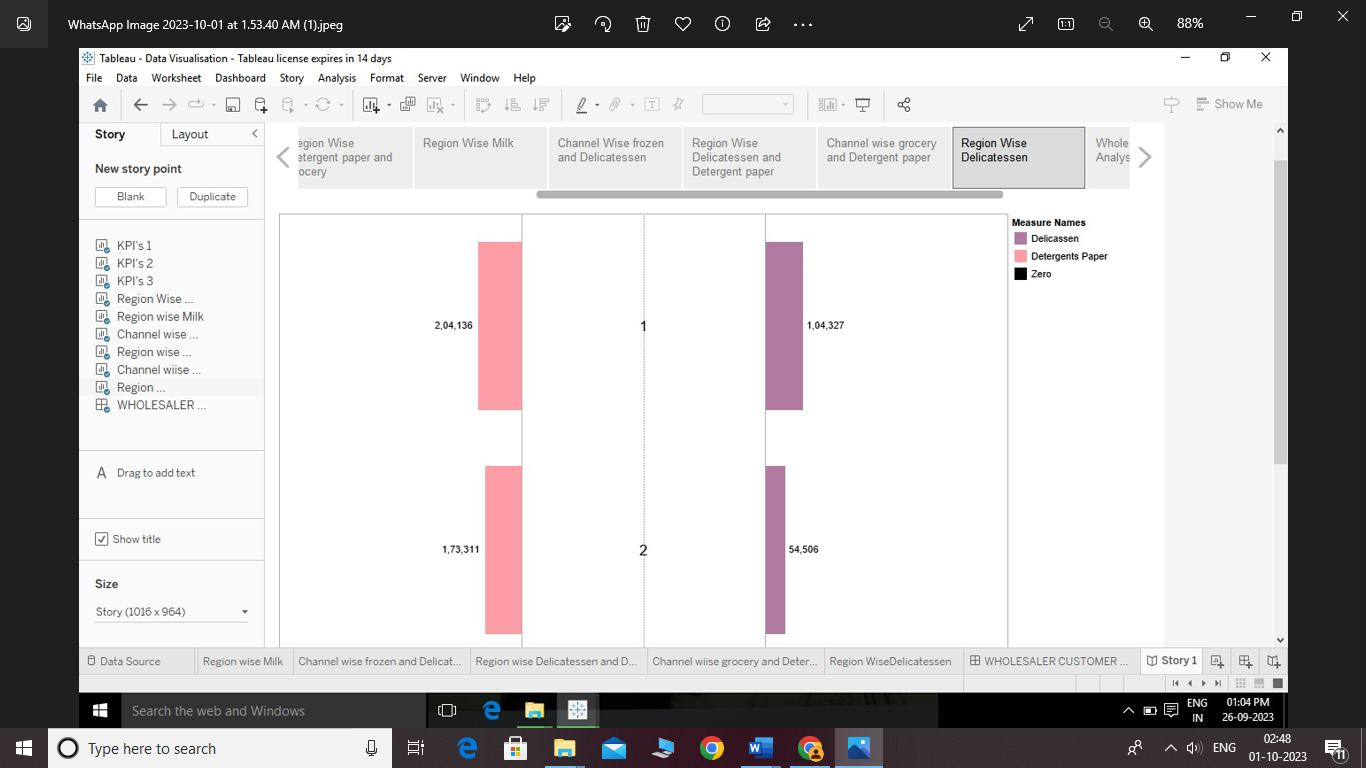 WhatsApp Image 2023-10-01 at 1.53.40 AM (1).jpeg
88%
Tableau - Data Visualisation - Tableau license expires in 14 days
File Data Worksheet Dashboard Story Analysis Format Server Window Help
Show Me
Story Layout
New story point
Blank Duplicate
KPI's 1
KPI's 2
KPI's 3
Region Wise ...
Region wise Milk
Channel wise ...
Region wise ...
Channel wiise ...
Region ...
WHOLESALER ...
A Drag to add text
Show title
Size
Story (1016 x 964)
egion Wise
etergent paper and
ocery
Region Wise Milk
Channel Wise frozen
and Delicatessen
Region Wise
Delicatessen and
Detergent paper
Channel wise grocery
and Detergent paper
Region Wise
Delicatessen
Whole
Analys
2,04,136
1
1,04,327
1,73,311
2
54,506
Measure Names
Delicassen
Detergents Paper
Zero
Data Source Region wise Milk Channel wise frozen and Delicat... Region wise Delicatessen and D... Channel wiise grocery and Deter... Region WiseDelicatessen WHOLESALER CUSTOMER ... Story 1
Search the web and Windows
ENG
IN
01:04 PM
26-09-2023
Type here to search
ENG
02:48
01-10-2023
11